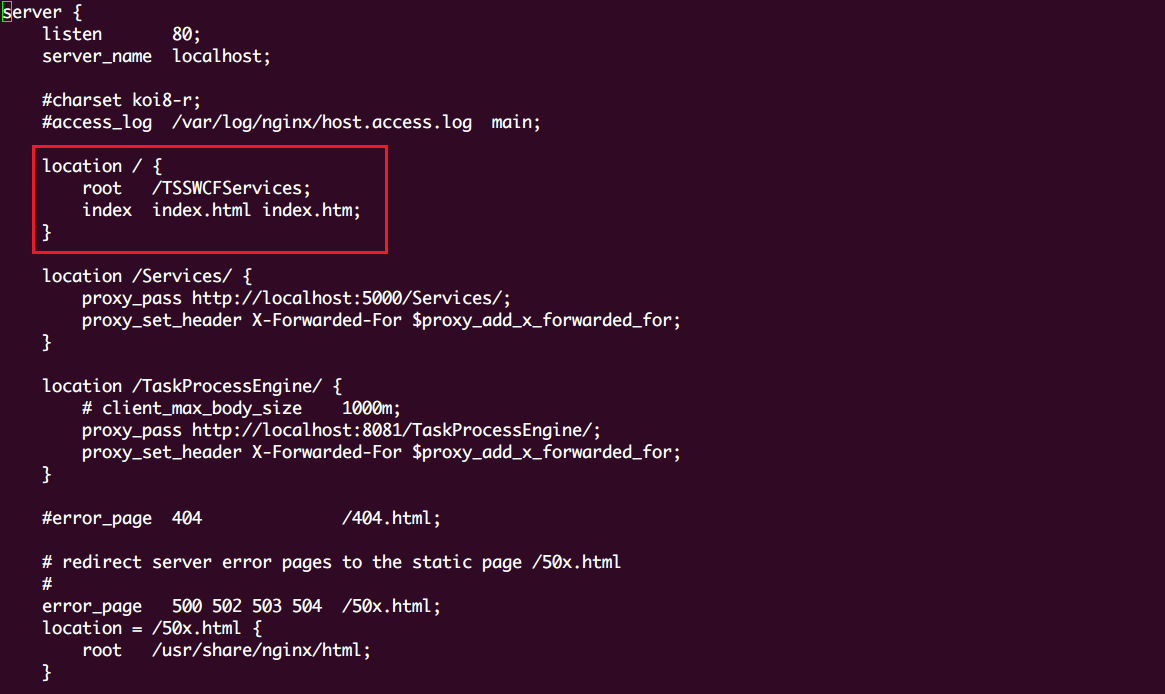 server {
    listen       80;
    server_name  localhost;

    #charset koi8-r;
    #access_log  /var/log/nginx/host.access.log  main;

    location / {
        root   /TSSWCFServices;
        index  index.html index.htm;
    }

    location /Services/ {
        proxy_pass http://localhost:5000/Services/;
        proxy_set_header X-Forwarded-For $proxy_add_x_forwarded_for;
    }

    location /TaskProcessEngine/ {
        # client_max_body_size    1000m;
        proxy_pass http://localhost:8081/TaskProcessEngine/;
        proxy_set_header X-Forwarded-For $proxy_add_x_forwarded_for;
    }

    #error_page  404              /404.html;

    # redirect server error pages to the static page /50x.html
    #
    error_page   500 502 503 504  /50x.html;
    location = /50x.html {
        root   /usr/share/nginx/html;
    }